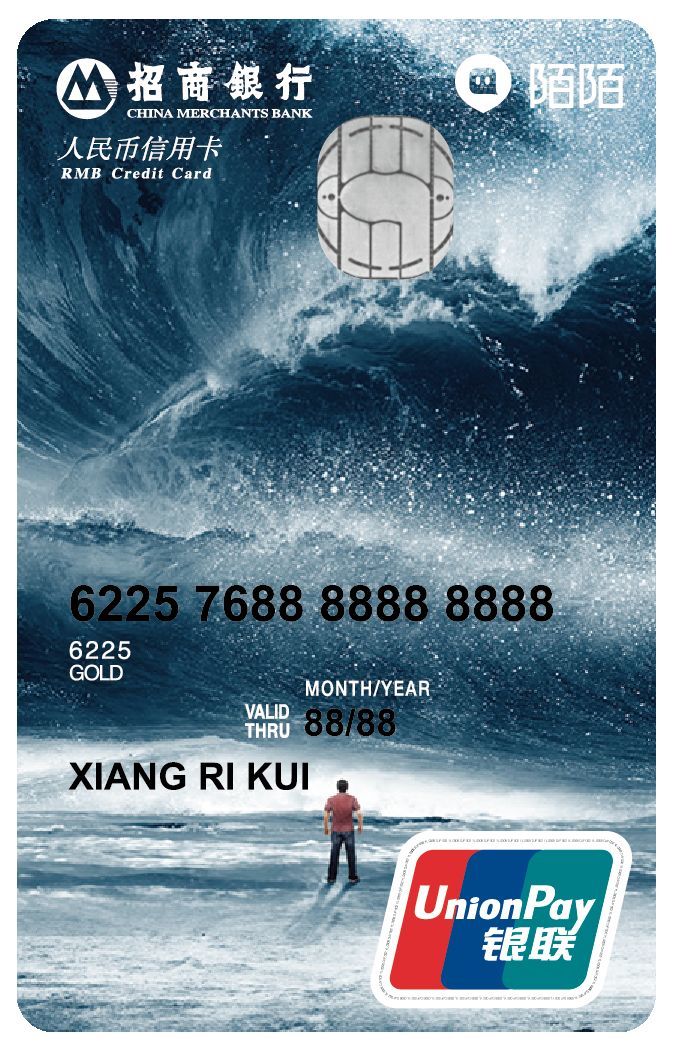 招商銀行
CHINA MERCHANTS BANK
陌陌
人民币信用卡
RMB Credit Card
6225 7688 8888 8888
6225
GOLD
MONTH/YEAR
VALID
THRU
88/88
XIANG RI KUI
UnionPay
银联